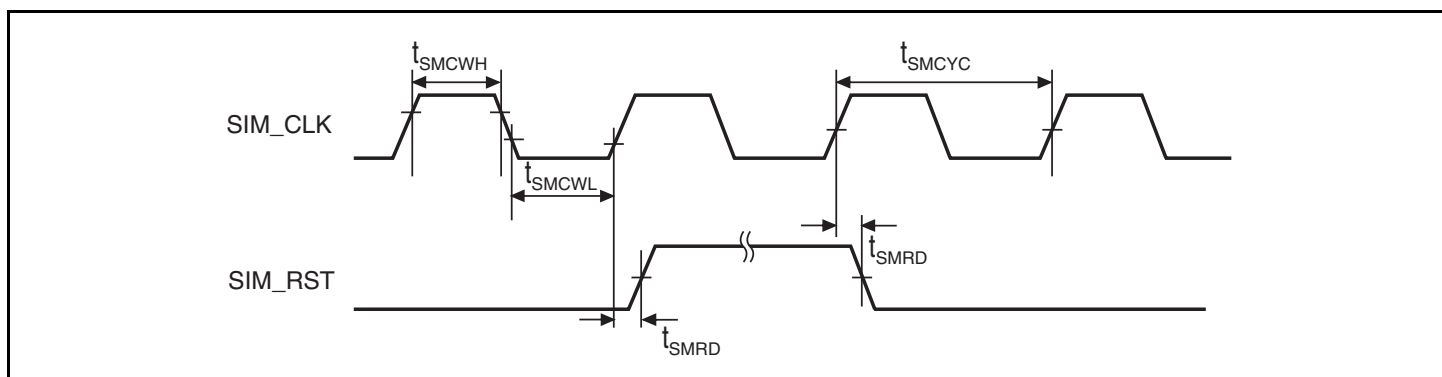 tSMCWH
tSMCYC
SIM_CLK
tSMCWL
tSMRD
SIM_RST
tSMRD